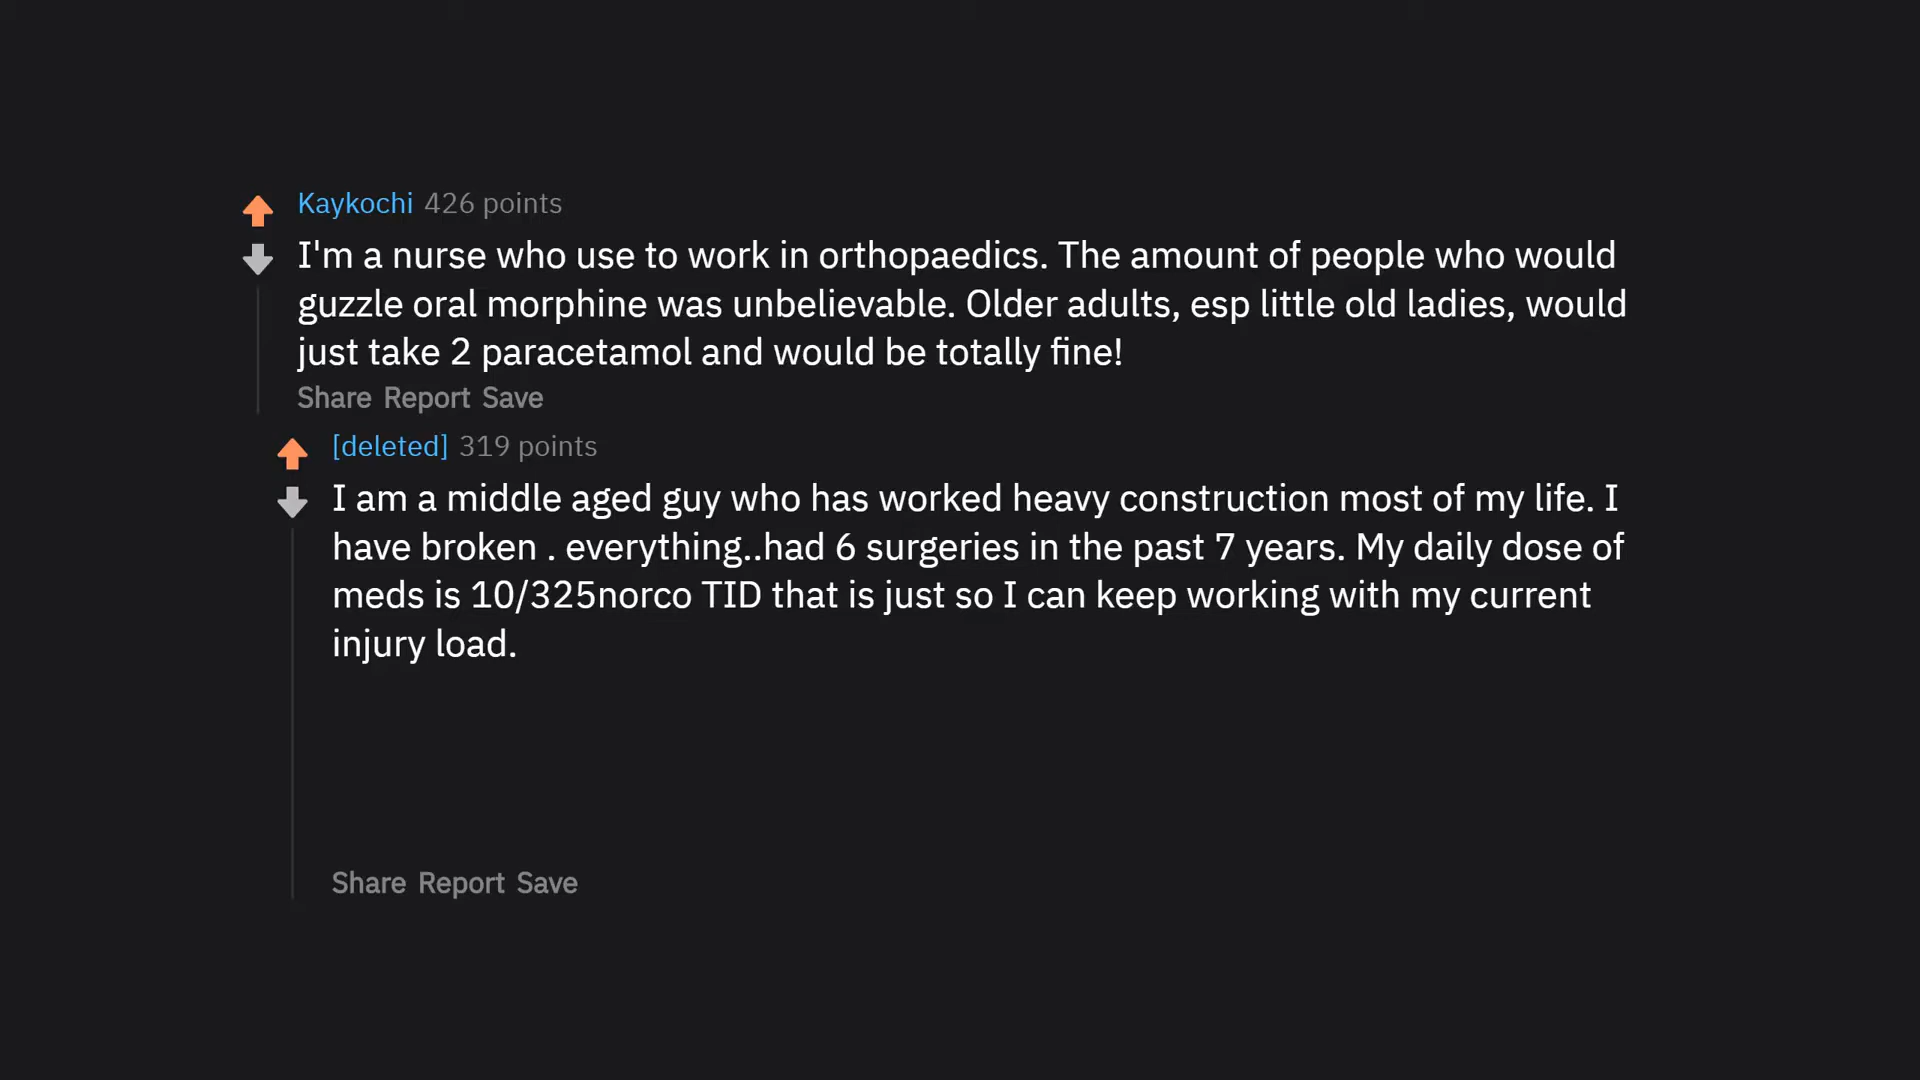 Kaykochi 426 points
I'm a nurse who use to work in orthopaedics. The amount of people who would
guzzle oral morphine was unbelievable. Older adults, esp little old ladies, would
just take 2 paracetamol and would be totally fine!
Share Report Save
[deleted] 319 points
I am a middle aged guy who has worked heavy construction most of my life. I
have broken . everything..had 6 surgeries in the past 7 years. My daily dose of
meds is 10/325norco TID that is just so I can keep working with my current
injury load.
Share Report Save